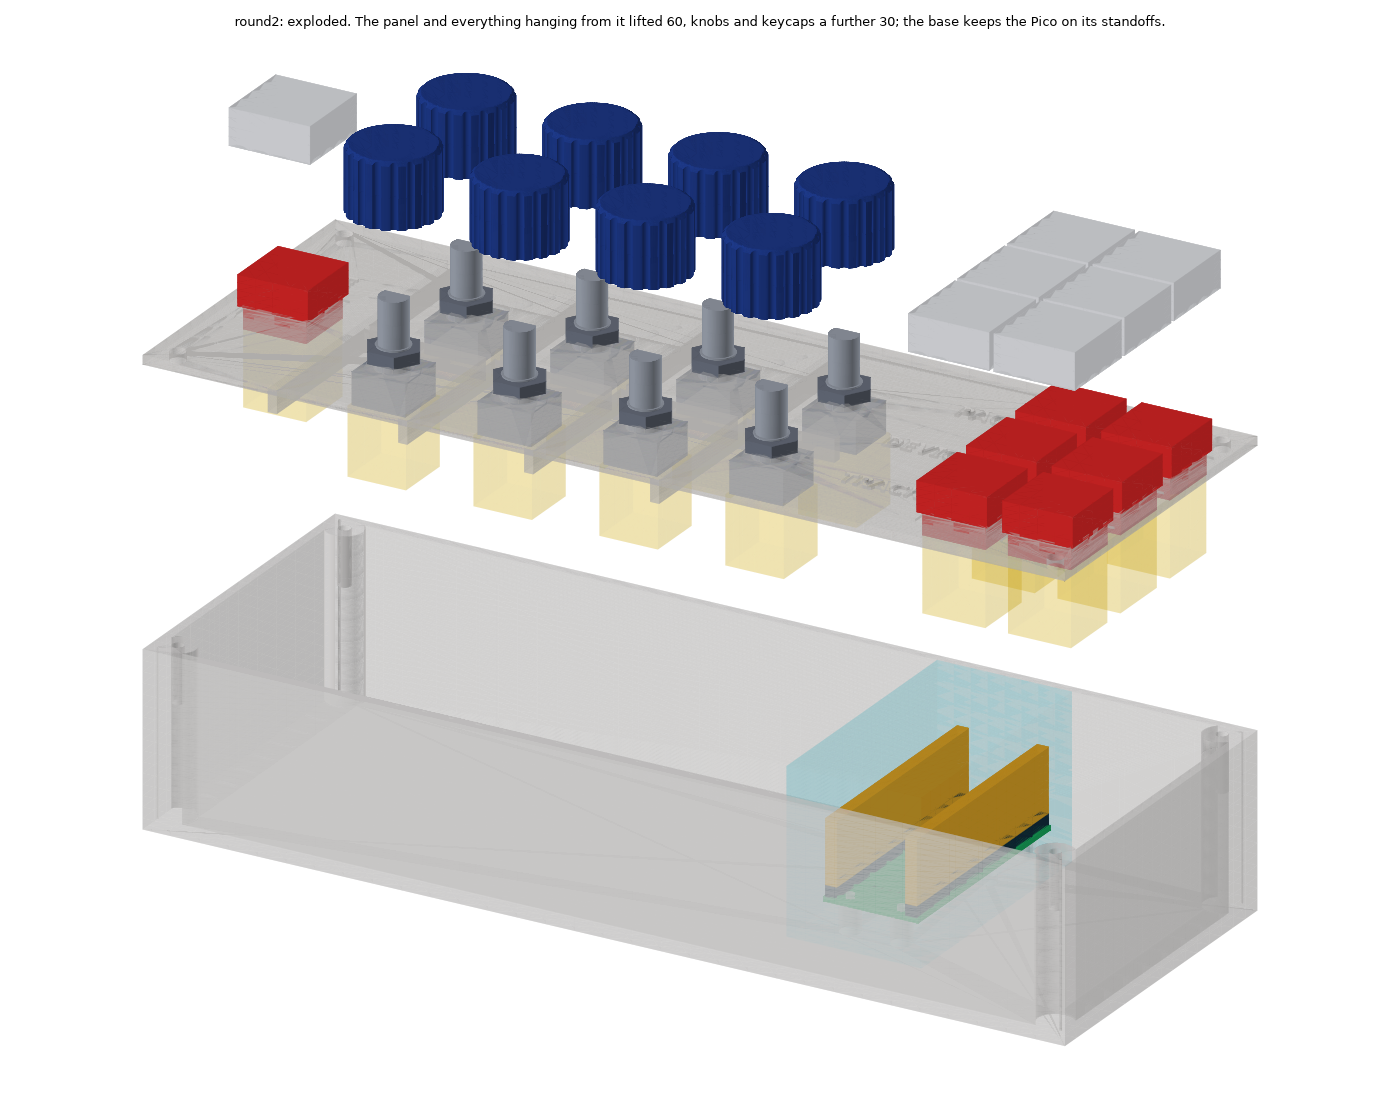 round2: exploded. The panel and everything hanging from it lifted 60, knobs and keycaps a further 30; the base keeps the Pico on its standoffs.